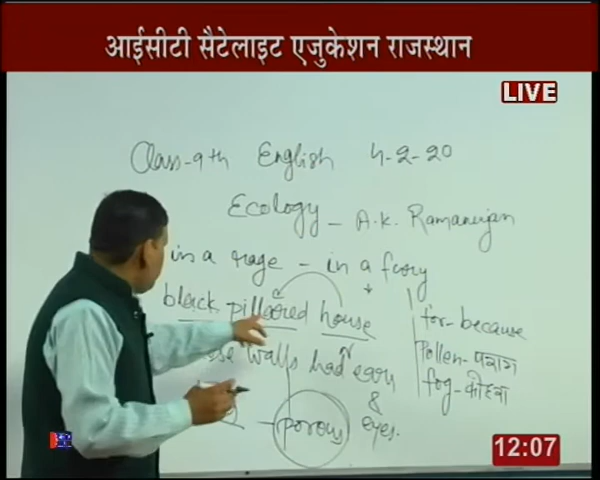 आईसीटी सैटेलाइट एजुकेशन राजस्थान
LIVE
Class-9th English 4-2-20
Ecology - A.K. Ramanujan
in a rage - in a fury
black pillared house
for-because
walls had ears
Pollen-पराग
&
fog-कोहरा
porous eyes.
12:07